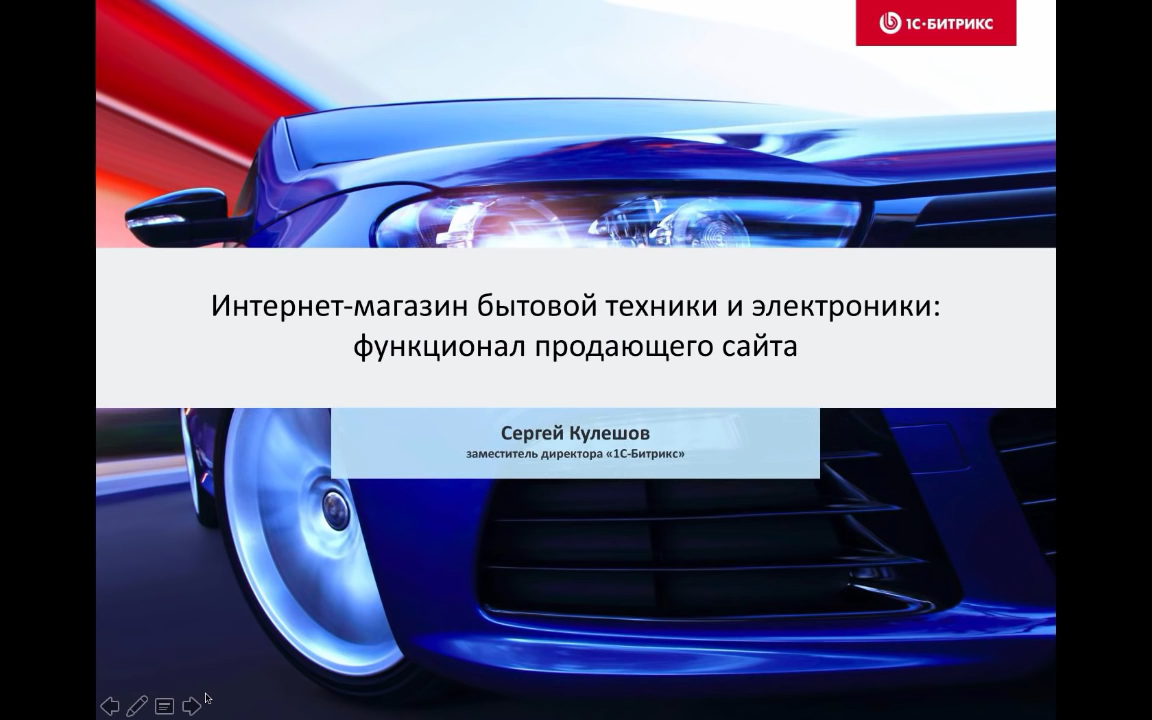 1С·БИТРИКС
Интернет-магазин бытовой техники и электроники:
функционал продающего сайта
Сергей Кулешов
заместитель директора «1С-Битрикс»